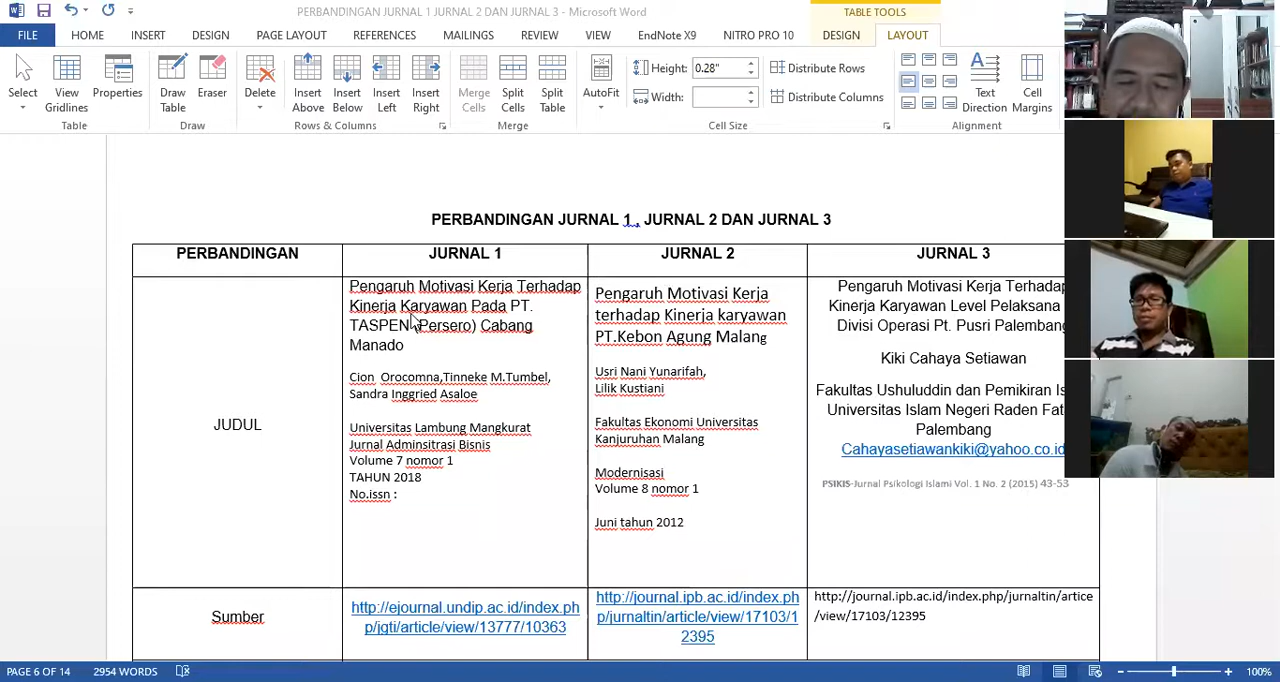 PERBANDINGAN JURNAL 1 JURNAL 2 DAN JURNAL 3 - Microsoft Word
TABLE TOOLS
FILE HOME INSERT DESIGN PAGE LAYOUT REFERENCES MAILINGS REVIEW VIEW EndNote X9 NITRO PRO 10 DESIGN LAYOUT
Height: 0.28"
Width:
Distribute Rows
Distribute Columns
Select
View Gridlines
Properties
Draw Table
Eraser
Delete
Insert Above
Insert Below
Insert Left
Insert Right
Merge Cells
Split Cells
Split Table
AutoFit
Text Direction
Cell Margins
Table
Draw
Rows & Columns
Merge
Cell Size
Alignment
PERBANDINGAN JURNAL 1 , JURNAL 2 DAN JURNAL 3
PERBANDINGAN
JURNAL 1
JURNAL 2
JURNAL 3
JUDUL
Pengaruh Motivasi Kerja Terhadap
Kinerja Karyawan Pada PT.
TASPEN (Persero) Cabang
Manado
Cion Orocomna,Tinneke M.Tumbel,
Sandra Inggried Asaloe
Universitas Lambung Mangkurat
Jurnal Adminsitrasi Bisnis
Volume 7 nomor 1
TAHUN 2018
No.issn :
Pengaruh Motivasi Kerja
terhadap Kinerja karyawan
PT.Kebon Agung Malang
Usri Nani Yunarifah,
Lilik Kustiani
Fakultas Ekonomi Universitas
Kanjuruhan Malang
Modernisasi
Volume 8 nomor 1
Juni tahun 2012
Pengaruh Motivasi Kerja Terhadap
Kinerja Karyawan Level Pelaksana
Divisi Operasi Pt. Pusri Palembang
Kiki Cahaya Setiawan
Fakultas Ushuluddin dan Pemikiran Is
Universitas Islam Negeri Raden Fat
Palembang
Cahayasetiawankiki@yahoo.co.id
PSIKIS-Jurnal Psikologi Islami Vol. 1 No. 2 (2015) 43-53
Sumber
http://ejournal.undip.ac.id/index.ph
p/jgti/article/view/13777/10363
http://journal.ipb.ac.id/index.ph
p/jurnaltin/article/view/17103/1
2395
http://journal.ipb.ac.id/index.php/jurnaltin/artice
/view/17103/12395
PAGE 6 OF 14
2954 WORDS
100%